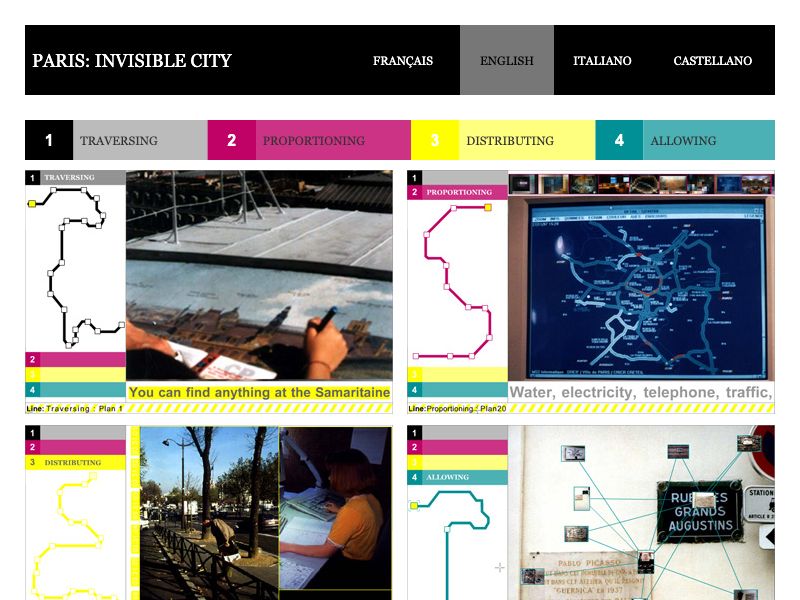 PARIS: INVISIBLE CITY
FRANÇAIS
ENGLISH
ITALIANO
CASTELLANO
1 TRAVERSING
2 PROPORTIONING
3 DISTRIBUTING
4 ALLOWING
1 TRAVERSING
2
3
4
You can find anything at the Samaritaine
Line: Traversing : Plan 1
1
2 PROPORTIONING
3
4
Water, electricity, telephone, traffic,
Line: Proportioning : Plan20
1
2
3 DISTRIBUTING
1
2
3
4 ALLOWING
RUE DES
GRANDS
AUGUSTINS
STATION
ARTICLE R
PABLO PICASSO
"GUERNICA" EN 1937